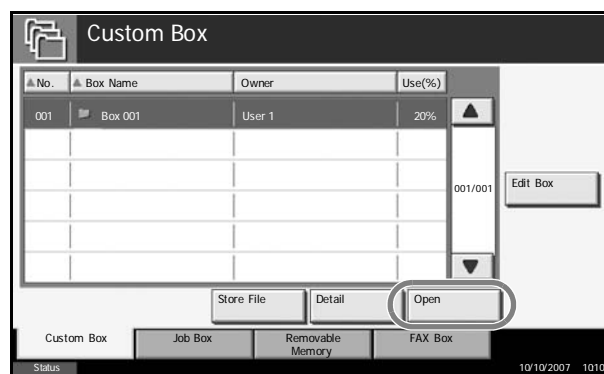 Custom Box
No. Box Name Owner Use(%)
001 Box 001 User 1 20%
001/001
Edit Box
Store File Detail Open
Custom Box Job Box Removable Memory FAX Box
Status 10/10/2007 1010